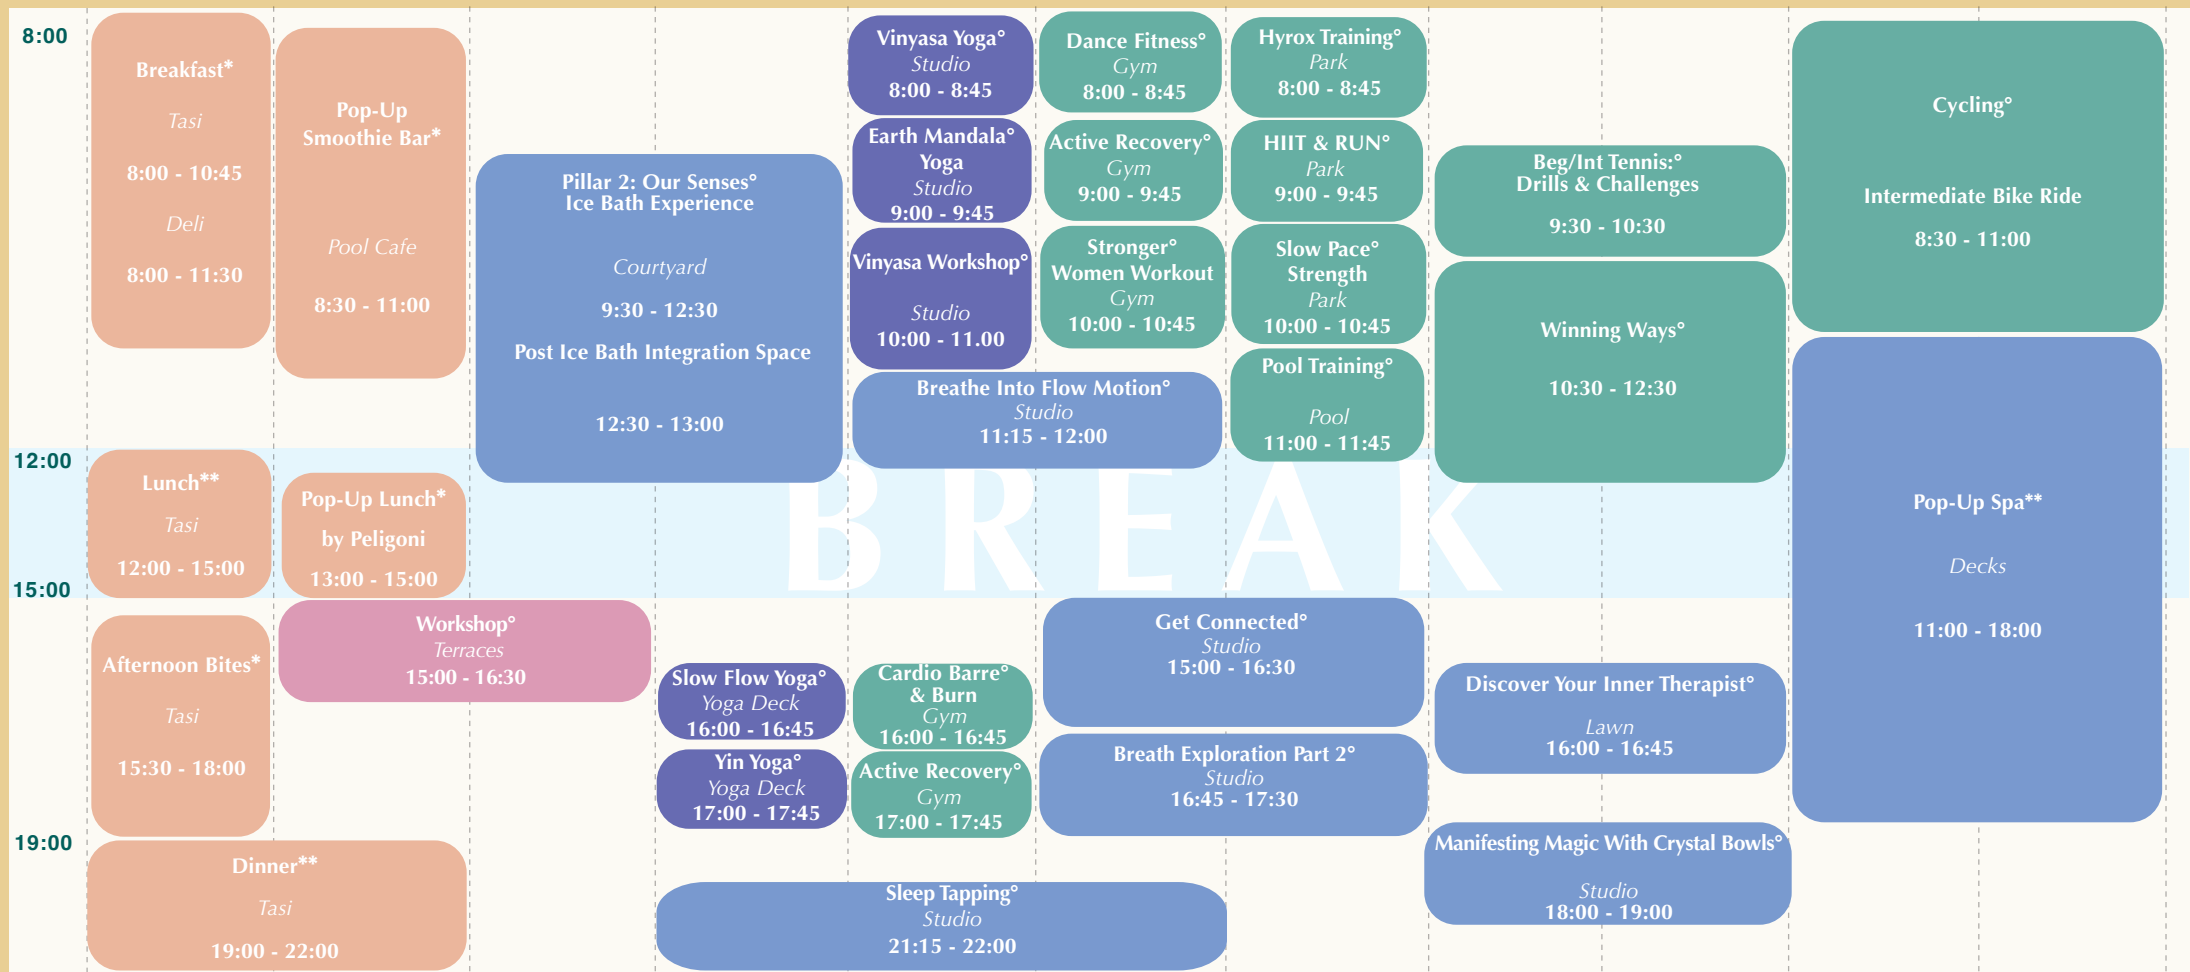 8:00
Breakfast*
Tasi
8:00 - 10:45
Deli
8:00 - 11:30
Pop-Up
Smoothie Bar*
Pool Cafe
8:30 - 11:00
Pillar 2: Our Senses°
Ice Bath Experience
Courtyard
9:30 - 12:30
Post Ice Bath Integration Space
12:30 - 13:00
Vinyasa Yoga°
Studio
8:00 - 8:45
Earth Mandala°
Yoga
Studio
9:00 - 9:45
Vinyasa Workshop°
Studio
10:00 - 11.00
Dance Fitness°
Gym
8:00 - 8:45
Active Recovery°
Gym
9:00 - 9:45
Stronger°
Women Workout
Gym
10:00 - 10:45
Breathe Into Flow Motion°
Studio
11:15 - 12:00
Hyrox Training°
Park
8:00 - 8:45
HIIT & RUN°
Park
9:00 - 9:45
Slow Pace°
Strength
Park
10:00 - 10:45
Pool Training°
Pool
11:00 - 11:45
Beg/Int Tennis:°
Drills & Challenges
9:30 - 10:30
Winning Ways°
10:30 - 12:30
Cycling°
Intermediate Bike Ride
8:30 - 11:00
Pop-Up Spa**
Decks
11:00 - 18:00
12:00
BREAK
Lunch**
Tasi
12:00 - 15:00
Pop-Up Lunch*
by Peligoni
13:00 - 15:00
15:00
Afternoon Bites*
Tasi
15:30 - 18:00
Workshop°
Terraces
15:00 - 16:30
Slow Flow Yoga°
Yoga Deck
16:00 - 16:45
Yin Yoga°
Yoga Deck
17:00 - 17:45
Cardio Barre°
& Burn
Gym
16:00 - 16:45
Active Recovery°
Gym
17:00 - 17:45
Get Connected°
Studio
15:00 - 16:30
Breath Exploration Part 2°
Studio
16:45 - 17:30
Discover Your Inner Therapist°
Lawn
16:00 - 16:45
Manifesting Magic With Crystal Bowls°
Studio
18:00 - 19:00
19:00
Dinner**
Tasi
19:00 - 22:00
Sleep Tapping°
Studio
21:15 - 22:00